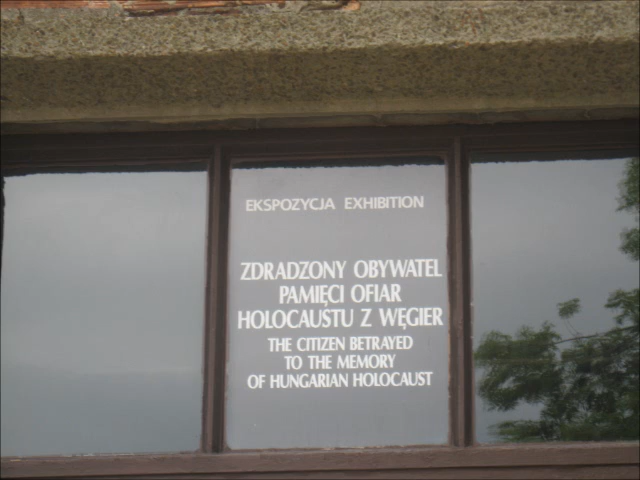 EKSPOZYCJA EXHIBITION
ZDRADZONY OBYWATEL
PAMIĘCI OFIAR
HOLOCAUSTU Z WĘGIER
THE CITIZEN BETRAYED
TO THE MEMORY
OF HUNGARIAN HOLOCAUST